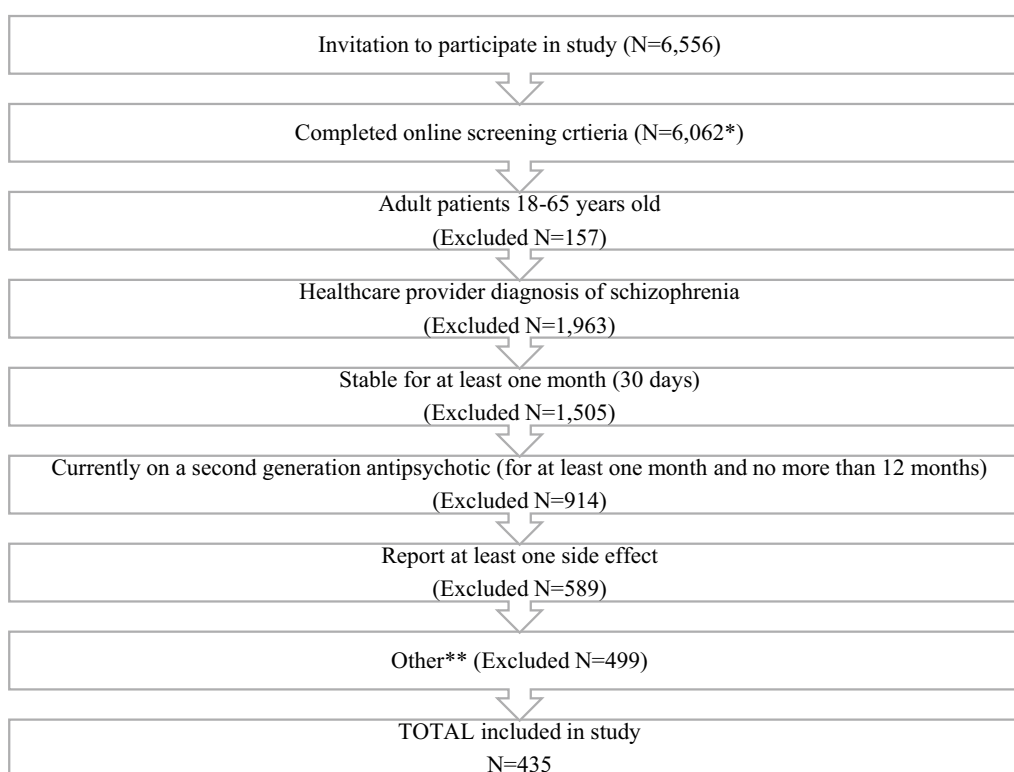 Invitation to participate in study (N=6,556)
Completed online screening crtieria (N=6,062*)
Adult patients 18-65 years old
(Excluded N=157)
Healthcare provider diagnosis of schizophrenia
(Excluded N=1,963)
Stable for at least one month (30 days)
(Excluded N=1,505)
Currently on a second generation antipsychotic (for at least one month and no more than 12 months)
(Excluded N=914)
Report at least one side effect
(Excluded N=589)
Other** (Excluded N=499)
TOTAL included in study
N=435